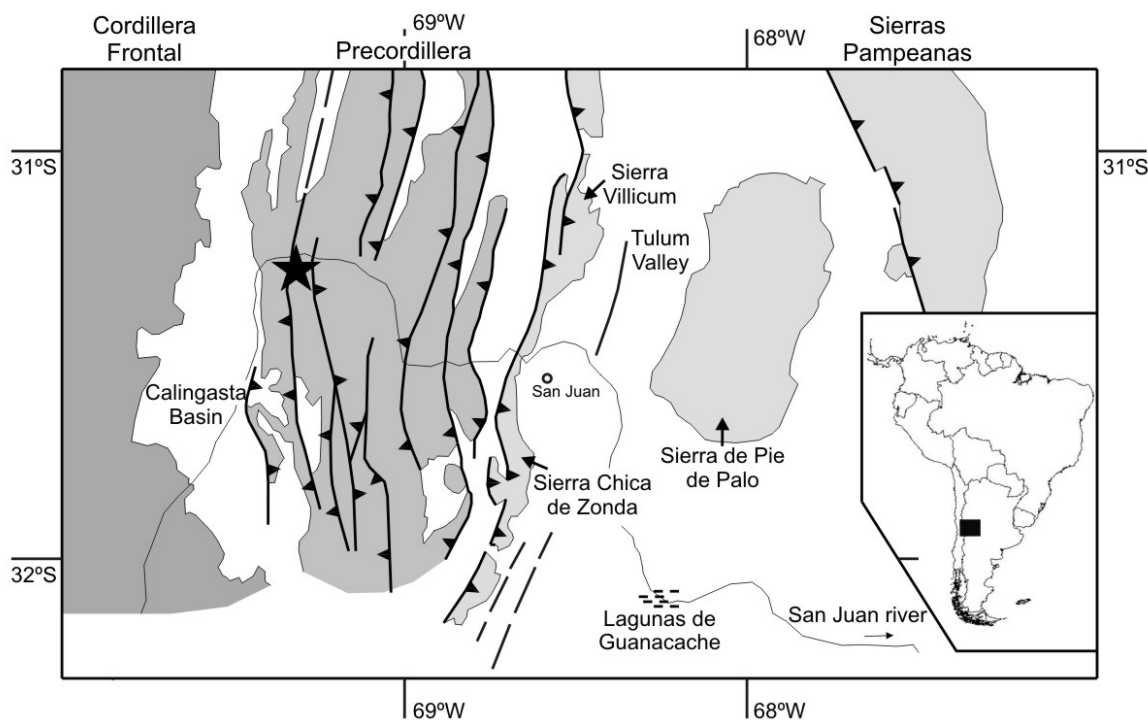 Cordillera
Frontal
69ºW
Precordillera
68ºW
Sierras
Pampeanas
31ºS
31ºS
Sierra
Villicum
Tulum
Valley
Calingasta
Basin
San Juan
Sierra de Pie
de Palo
Sierra Chica
de Zonda
32ºS
Lagunas de
Guanacache
San Juan river
69ºW
68ºW